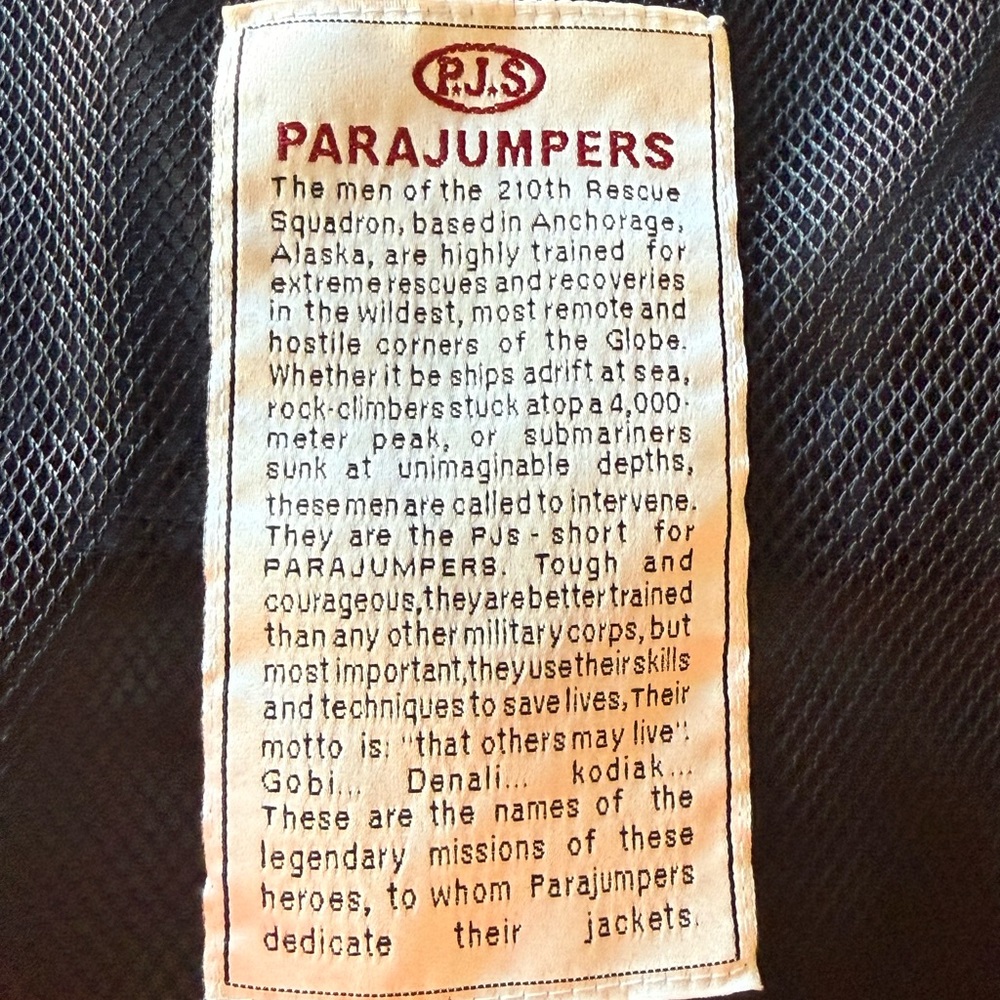 P.J.S
PARAJUMPERS
The men of the 210th Rescue
Squadron, based in Anchorage,
Alaska, are highly trained for
extreme rescues and recoveries
in the wildest, most remote and
hostile corners of the Globe.
Whether it be ships adrift at sea,
rock-climbers stuck atop a 4,000-
meter peak, or submariners
sunk at unimaginable depths,
these men are called to intervene.
They are the PJs - short for
PARAJUMPERS. Tough and
courageous, they are better trained
than any other military corps, but
most important, they use their skills
and techniques to save lives, Their
motto is: "that others may live".
Gobi... Denali... kodiak...
These are the names of the
legendary missions of these
heroes, to whom Parajumpers
dedicate their jackets.